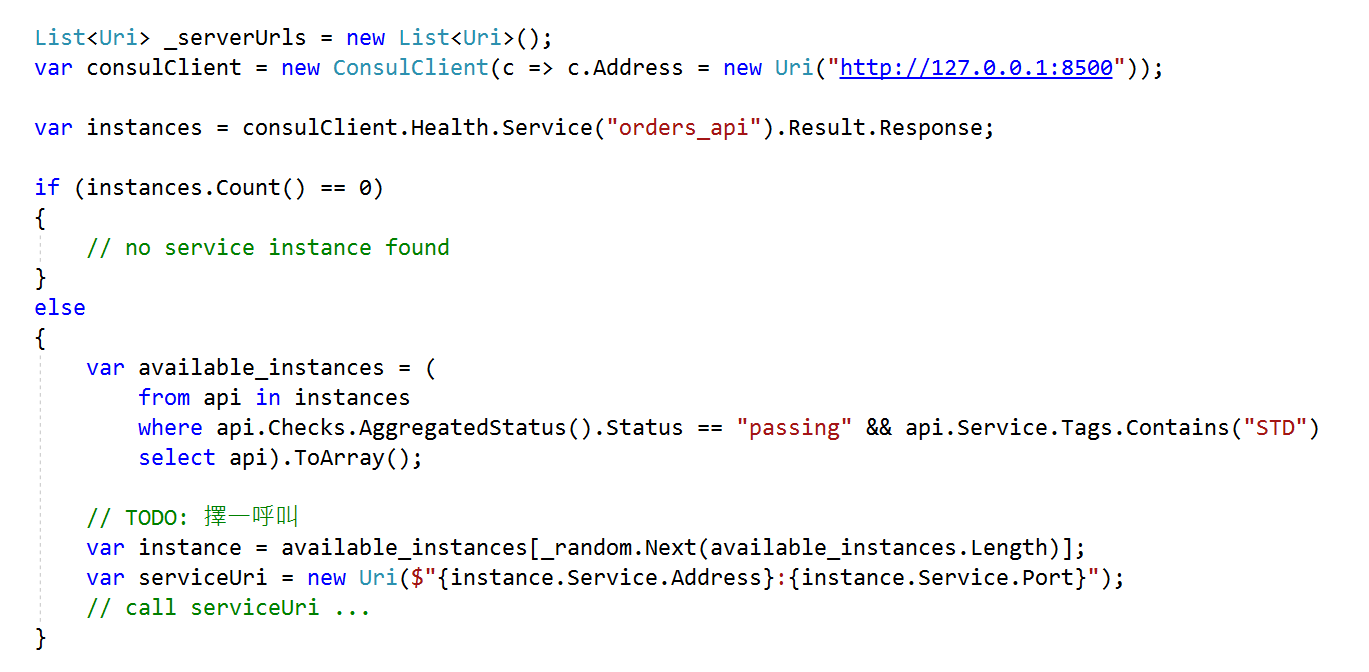 List<Uri> _serverUrls = new List<Uri>();
var consulClient = new ConsulClient(c => c.Address = new Uri("http://127.0.0.1:8500"));
var instances = consulClient.Health.Service("orders_api").Result.Response;
if (instances.Count() == 0)
{
// no service instance found
}
else
{
var available_instances = (
from api in instances
where api.Checks.AggregatedStatus().Status == "passing" && api.Service.Tags.Contains("STD")
select api).ToArray();
// TODO: 擇一呼叫
var instance = available_instances[_random.Next(available_instances.Length)];
var serviceUri = new Uri($"{instance.Service.Address}:{instance.Service.Port}");
// call serviceUri ...
}